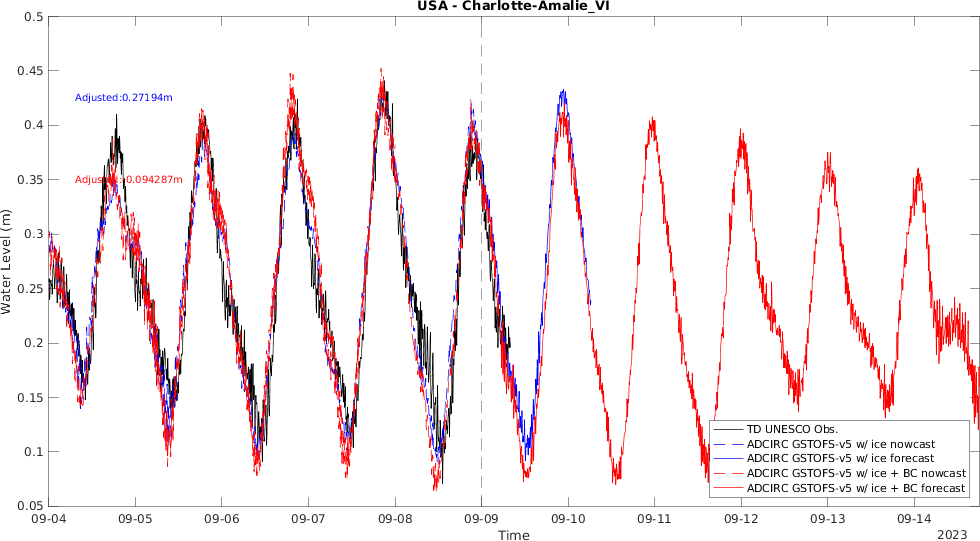 USA - Charlotte-Amalie_VI
0.5
0.45
0.4
0.35
0.3
0.25
0.2
0.15
0.1
0.05
Water Level (m)
Adjusted:0.27194m
0.094287m
TD UNESCO Obs.
ADCIRC GSTOFS-v5 w/ ice nowcast
ADCIRC GSTOFS-v5 w/ ice forecast
ADCIRC GSTOFS-v5 w/ ice + BC nowcast
ADCIRC GSTOFS-v5 w/ ice + BC forecast
09-04 09-05 09-06 09-07 09-08 09-09 09-10 09-11 09-12 09-13 09-14
Time
2023